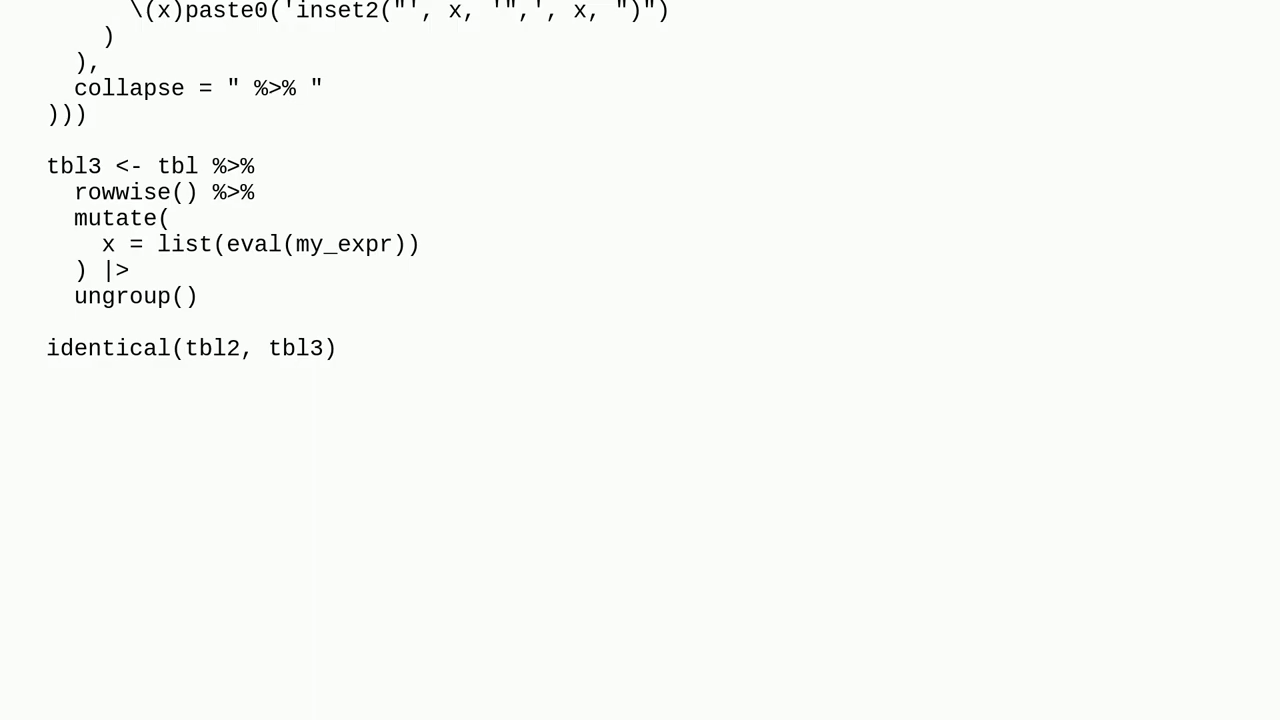 \(x)paste0('inset2("', x, '",', x, ")")
)
),
collapse = " %>% "
)))
tbl3 <- tbl %>%
rowwise() %>%
mutate(
x = list(eval(my_expr))
) |>
ungroup()
identical(tbl2, tbl3)